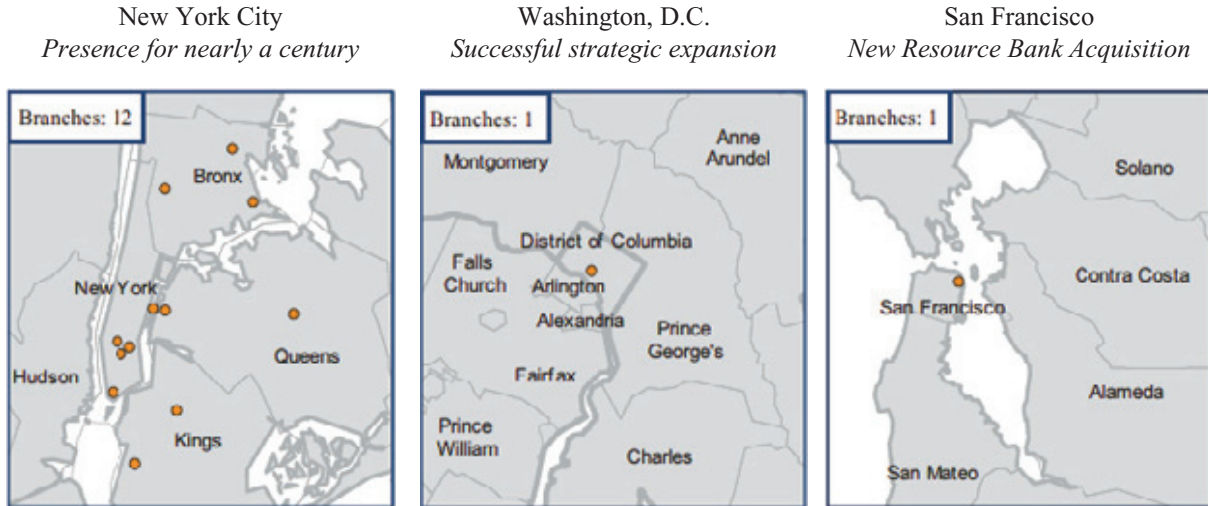 New York City
Presence for nearly a century
Branches: 12
Bronx
New York
Queens
Hudson
Kings
Washington, D.C.
Successful strategic expansion
Branches: 1
Anne
Arundel
Montgomery
District of Columbia
Falls
Church
Arlington
Alexandria
Prince
George's
Fairfax
Prince
William
Charles
San Francisco
New Resource Bank Acquisition
Branches: 1
Solano
Contra Costa
San Francisco
Alameda
San Mateo